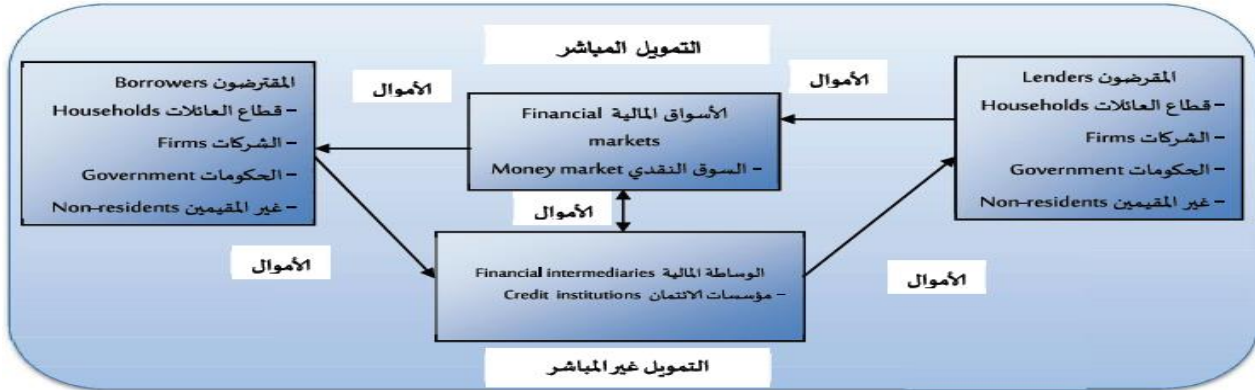 التمويل المباشر
المقرضون Lenders
- قطاع العائلات Households
- الشركات Firms
- الحكومات Government
- غير المقيمين Non-residents
الأموال
الأسواق المالية Financial
markets
- السوق النقدي Money market
الأموال
المقترضون Borrowers
- قطاع العائلات Households
- الشركات Firms
- الحكومات Government
- غير المقيمين Non-residents
الأموال
الأموال
الوساطة المالية Financial intermediaries
- مؤسسات الائتمان Credit institutions
الأموال
التمويل غير المباشر